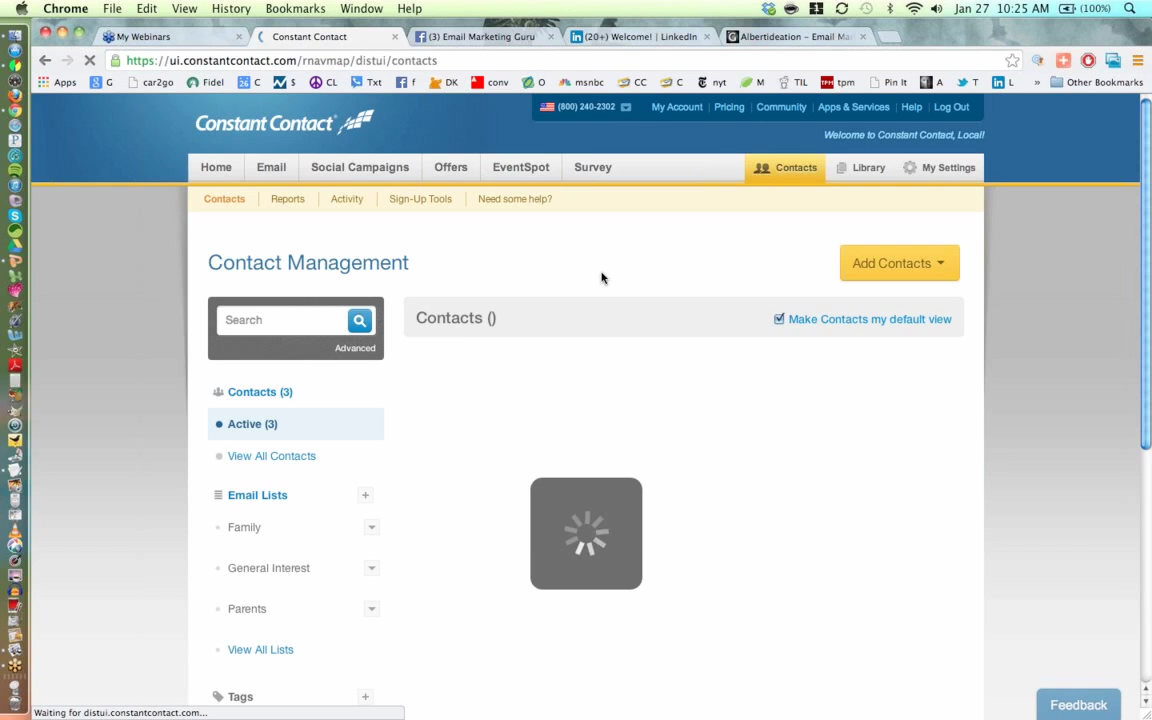 Chrome File Edit View History Bookmarks Window Help Jan 27 10:25 AM (100%)
My Webinars Constant Contact (3) Email Marketing Guru (20+) Welcome! | LinkedIn Albertideation – Email Ma
https://ui.constantcontact.com/rnavmap/distui/contacts
Apps G car2go Fidel C S CL Txt f DK conv O msnbc CC C nyt M TIL tpm Pin It A T L » Other Bookmarks
(800) 240-2302 My Account Pricing Community Apps & Services Help Log Out
Constant Contact
Welcome to Constant Contact, Local!
Home Email Social Campaigns Offers EventSpot Survey Contacts Library My Settings
Contacts Reports Activity Sign-Up Tools Need some help?
Contact Management
Add Contacts
Search
Contacts ()
Make Contacts my default view
Advanced
Contacts (3)
Active (3)
View All Contacts
Email Lists +
Family
General Interest
Parents
View All Lists
Tags +
Feedback
Waiting for distui.constantcontact.com...